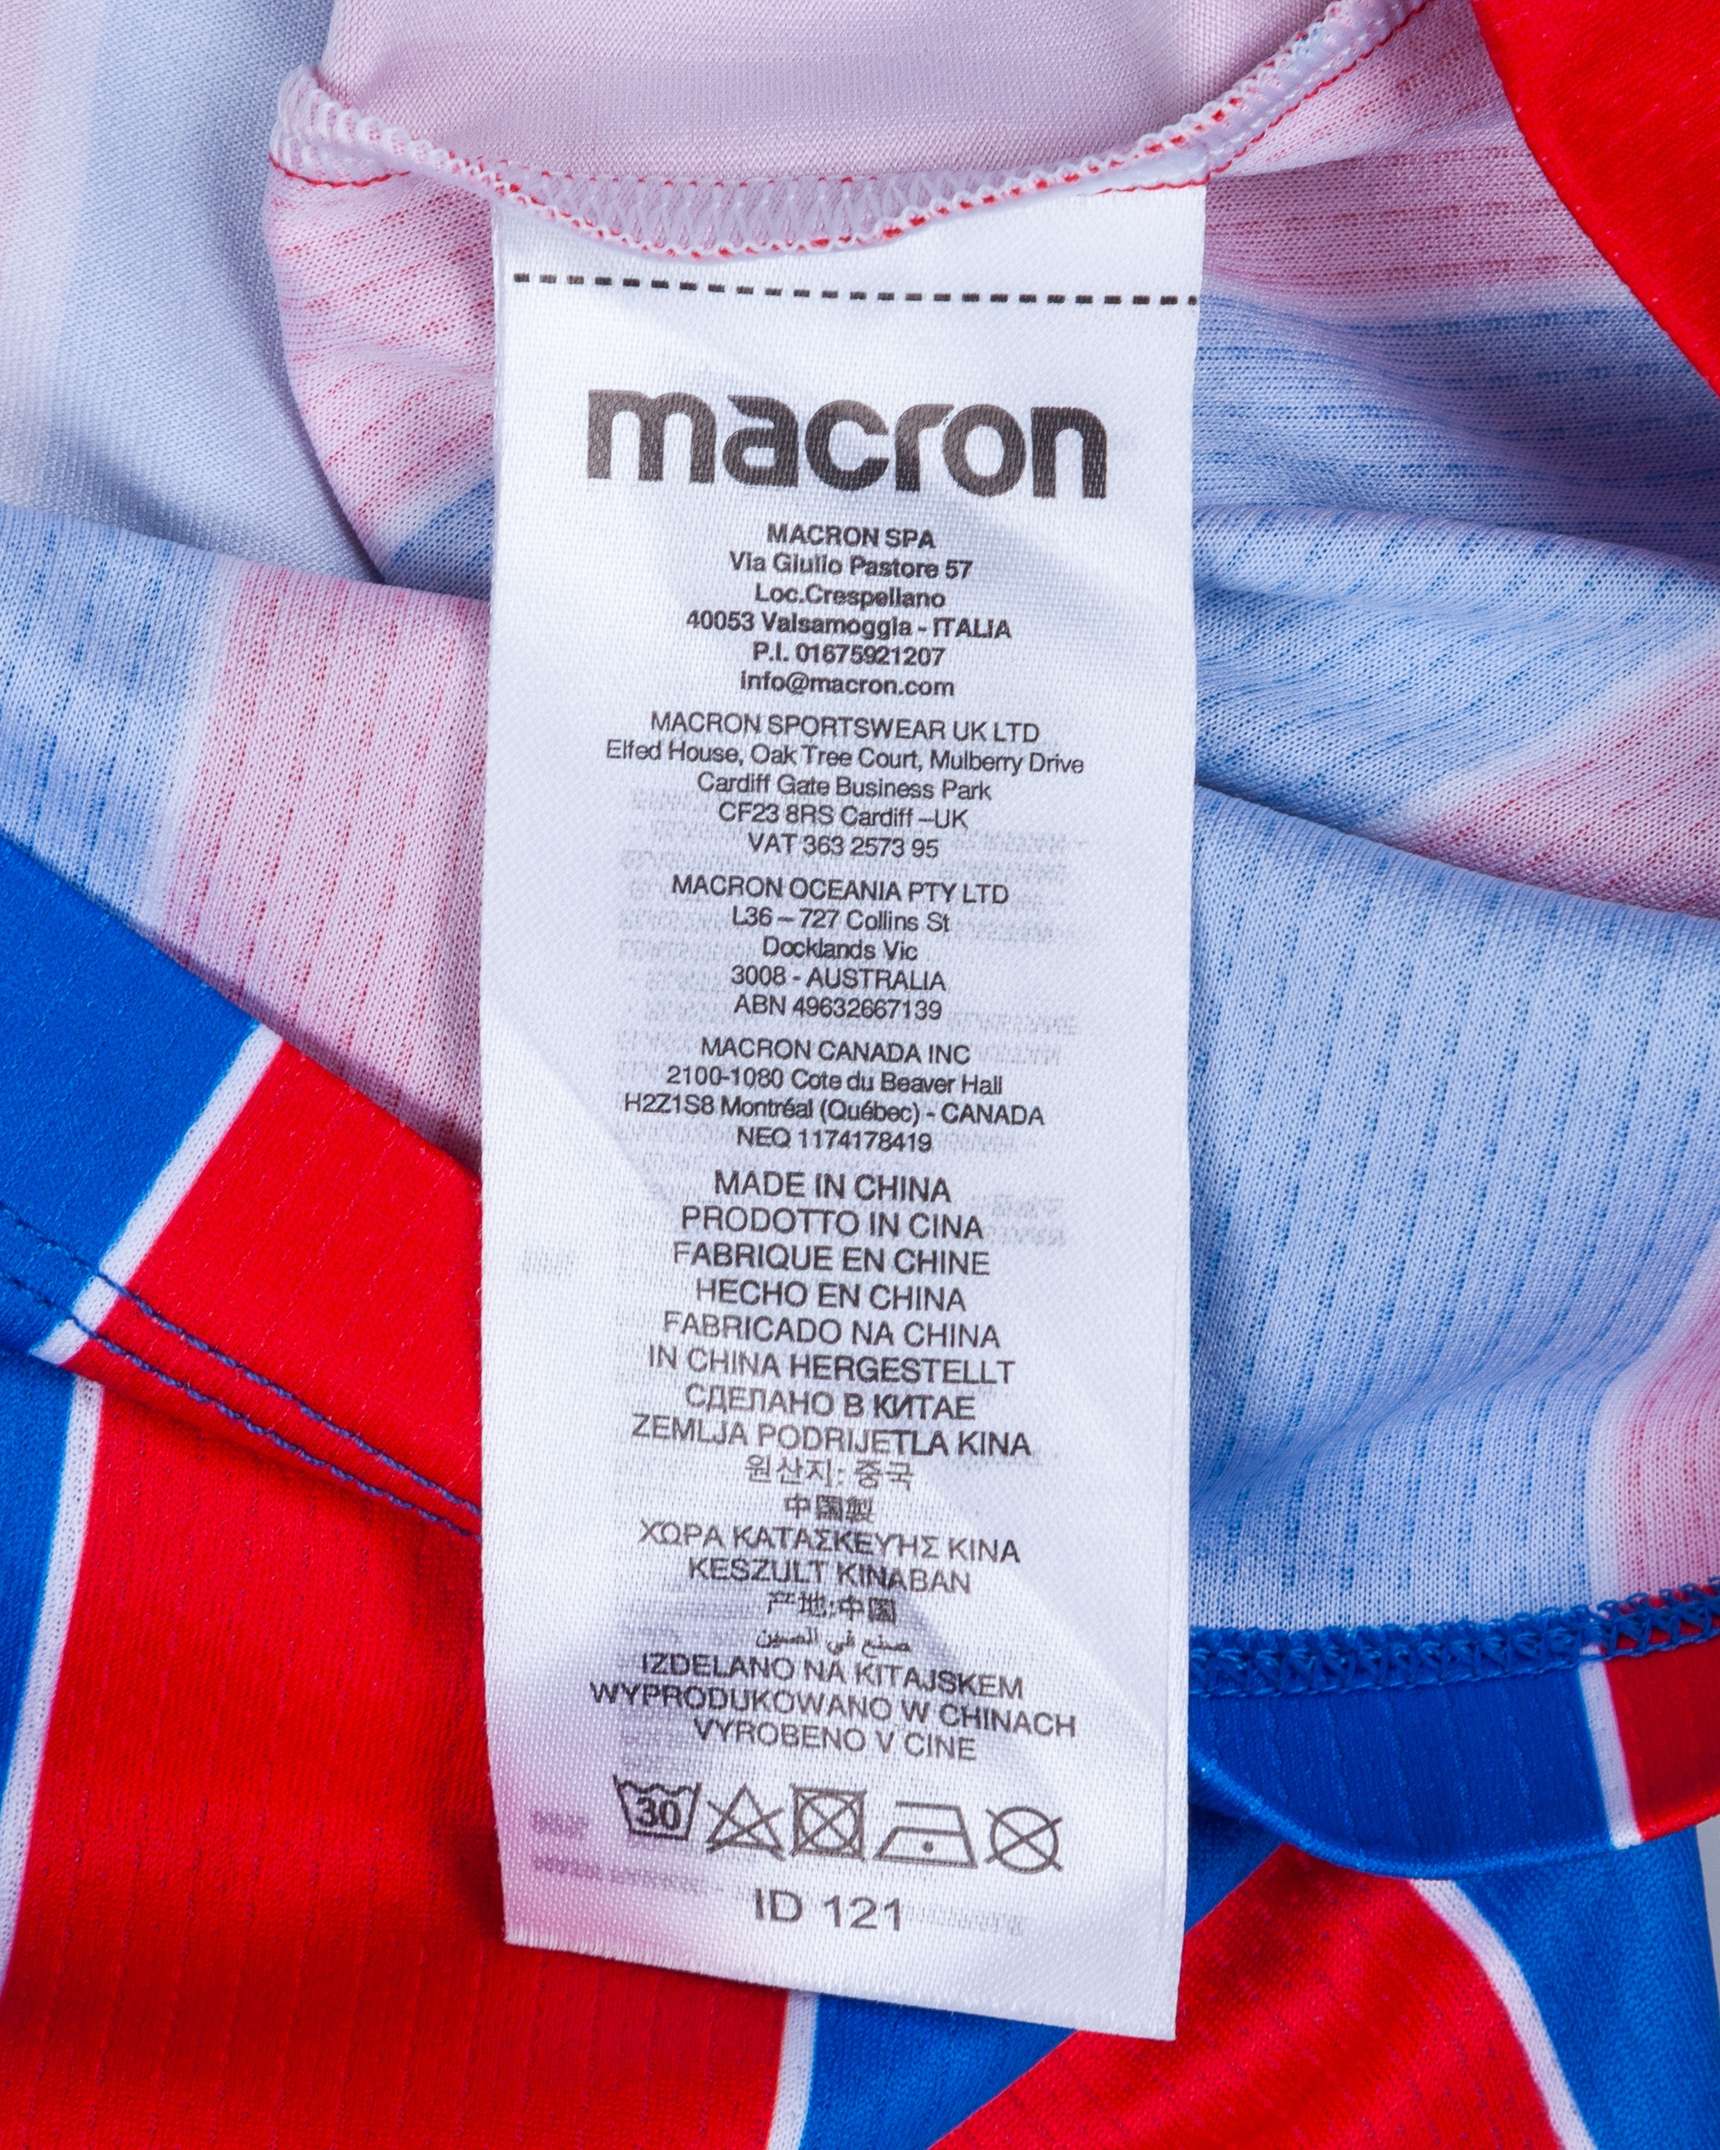 macron
MACRON SPA
Via Giulio Pastore 57
Loc.Crespellano
40053 Valsamoggia - ITALIA
P.I. 01675921207
info@macron.com
MACRON SPORTSWEAR UK LTD
Elfed House, Oak Tree Court, Mulberry Drive
Cardiff Gate Business Park
CF23 8RS Cardiff –UK
VAT 363 2573 95
MACRON OCEANIA PTY LTD
L36 – 727 Collins St
Docklands Vic
3008 - AUSTRALIA
ABN 49632667139
MACRON CANADA INC
2100-1080 Cote du Beaver Hall
H2Z1S8 Montréal (Québec) - CANADA
NEQ 1174178419
MADE IN CHINA
PRODOTTO IN CINA
FABRIQUE EN CHINE
HECHO EN CHINA
FABRICADO NA CHINA
IN CHINA HERGESTELLT
СДЕЛАНО В КИТАЕ
ZEMLJA PODRIJETLA KINA
원산지: 중국
中国製
ΧΩΡΑ ΚΑΤΑΣΚΕΥΉΣ ΚΙΝΑ
KESZULT KINABAN
产地:中国
صنع في الصين
IZDELANO NA KITAJSKEM
WYPRODUKOWANO W CHINACH
VYROBENO V CINE
30
ID 121